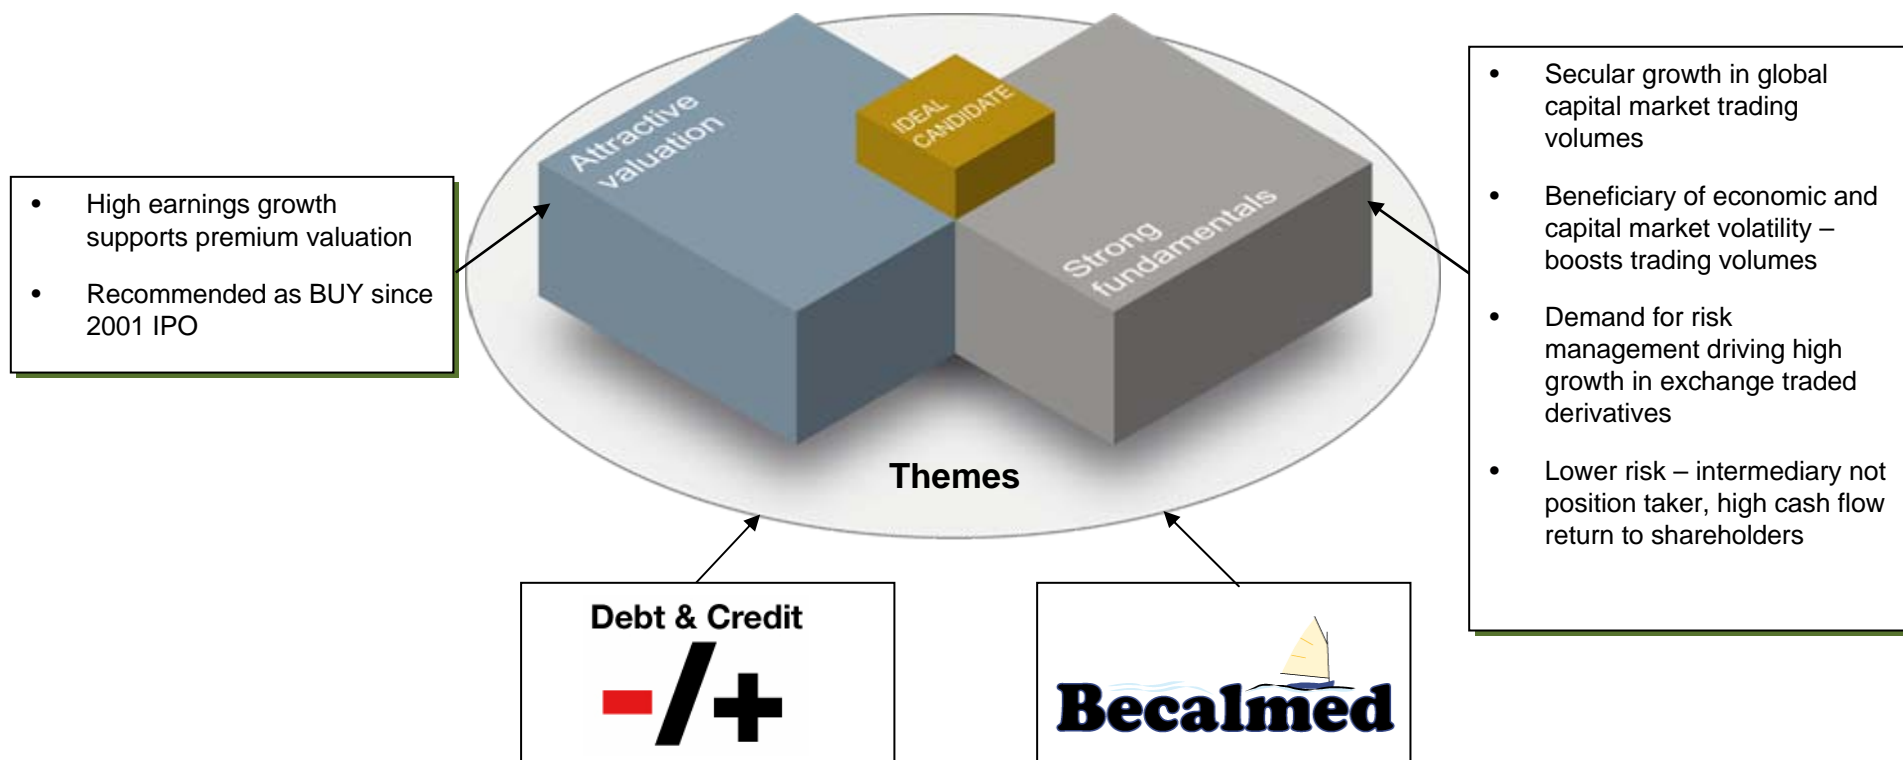 • High earnings growth
supports premium valuation
• Recommended as BUY since
2001 IPO
Attractive
valuation
IDEAL
CANDIDATE
Strong
fundamentals
Themes
• Secular growth in global
capital market trading
volumes
• Beneficiary of economic and
capital market volatility –
boosts trading volumes
• Demand for risk
management driving high
growth in exchange traded
derivatives
• Lower risk – intermediary not
position taker, high cash flow
return to shareholders
Debt & Credit
-/+
Becalmed